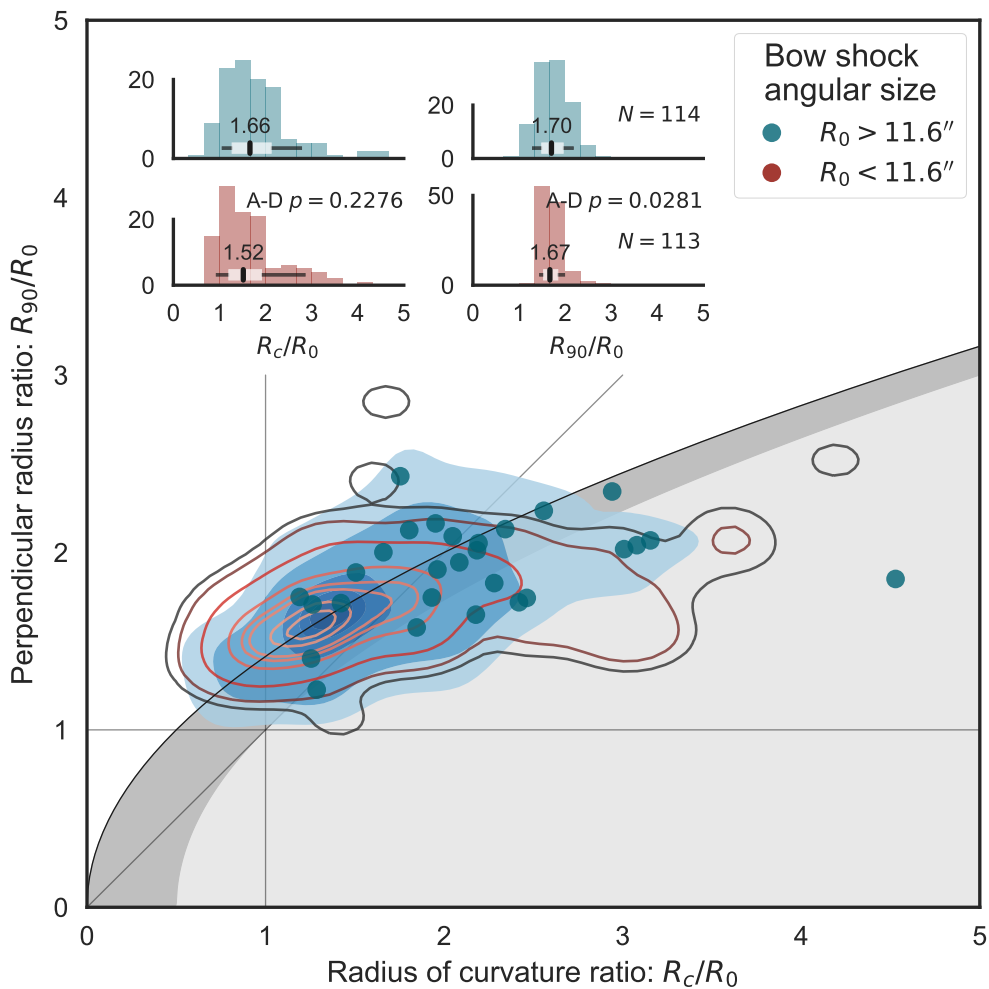 5
4
3
2
1
0
Perpendicular radius ratio: R90/R0
20
0
1.66
20
0
1.70
N = 114
20
0
1.52
A-D p = 0.2276
50
0
1.67
A-D p = 0.0281
N = 113
0 1 2 3 4 5
Rc/R0
0 1 2 3 4 5
R90/R0
Bow shock
angular size
R0 > 11.6″
R0 < 11.6″
0 1 2 3 4 5
Radius of curvature ratio: Rc/R0